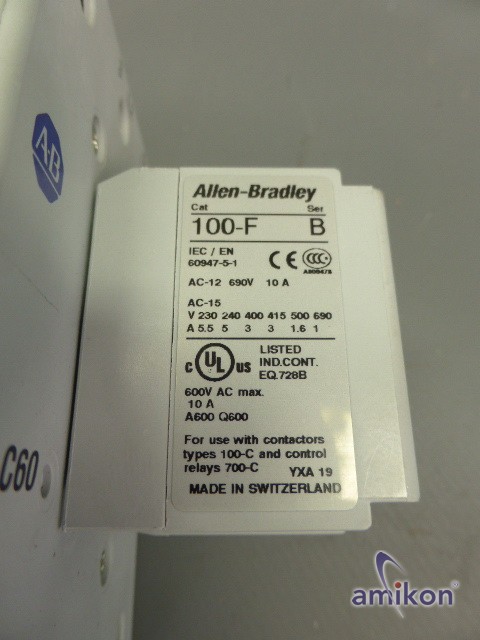 A-B
Allen-Bradley
Cat Ser
100-F B
IEC / EN
60947-5-1
CE CCC
AC-12 690V 10 A
AC-15
V 230 240 400 415 500 690
A 5.5 5 3 3 1.6 1
C UL US
LISTED
IND.CONT.
EQ.728B
600V AC max.
10 A
A600 Q600
For use with contactors
types 100-C and control
relays 700-C YXA 19
MADE IN SWITZERLAND
C60
amikon®